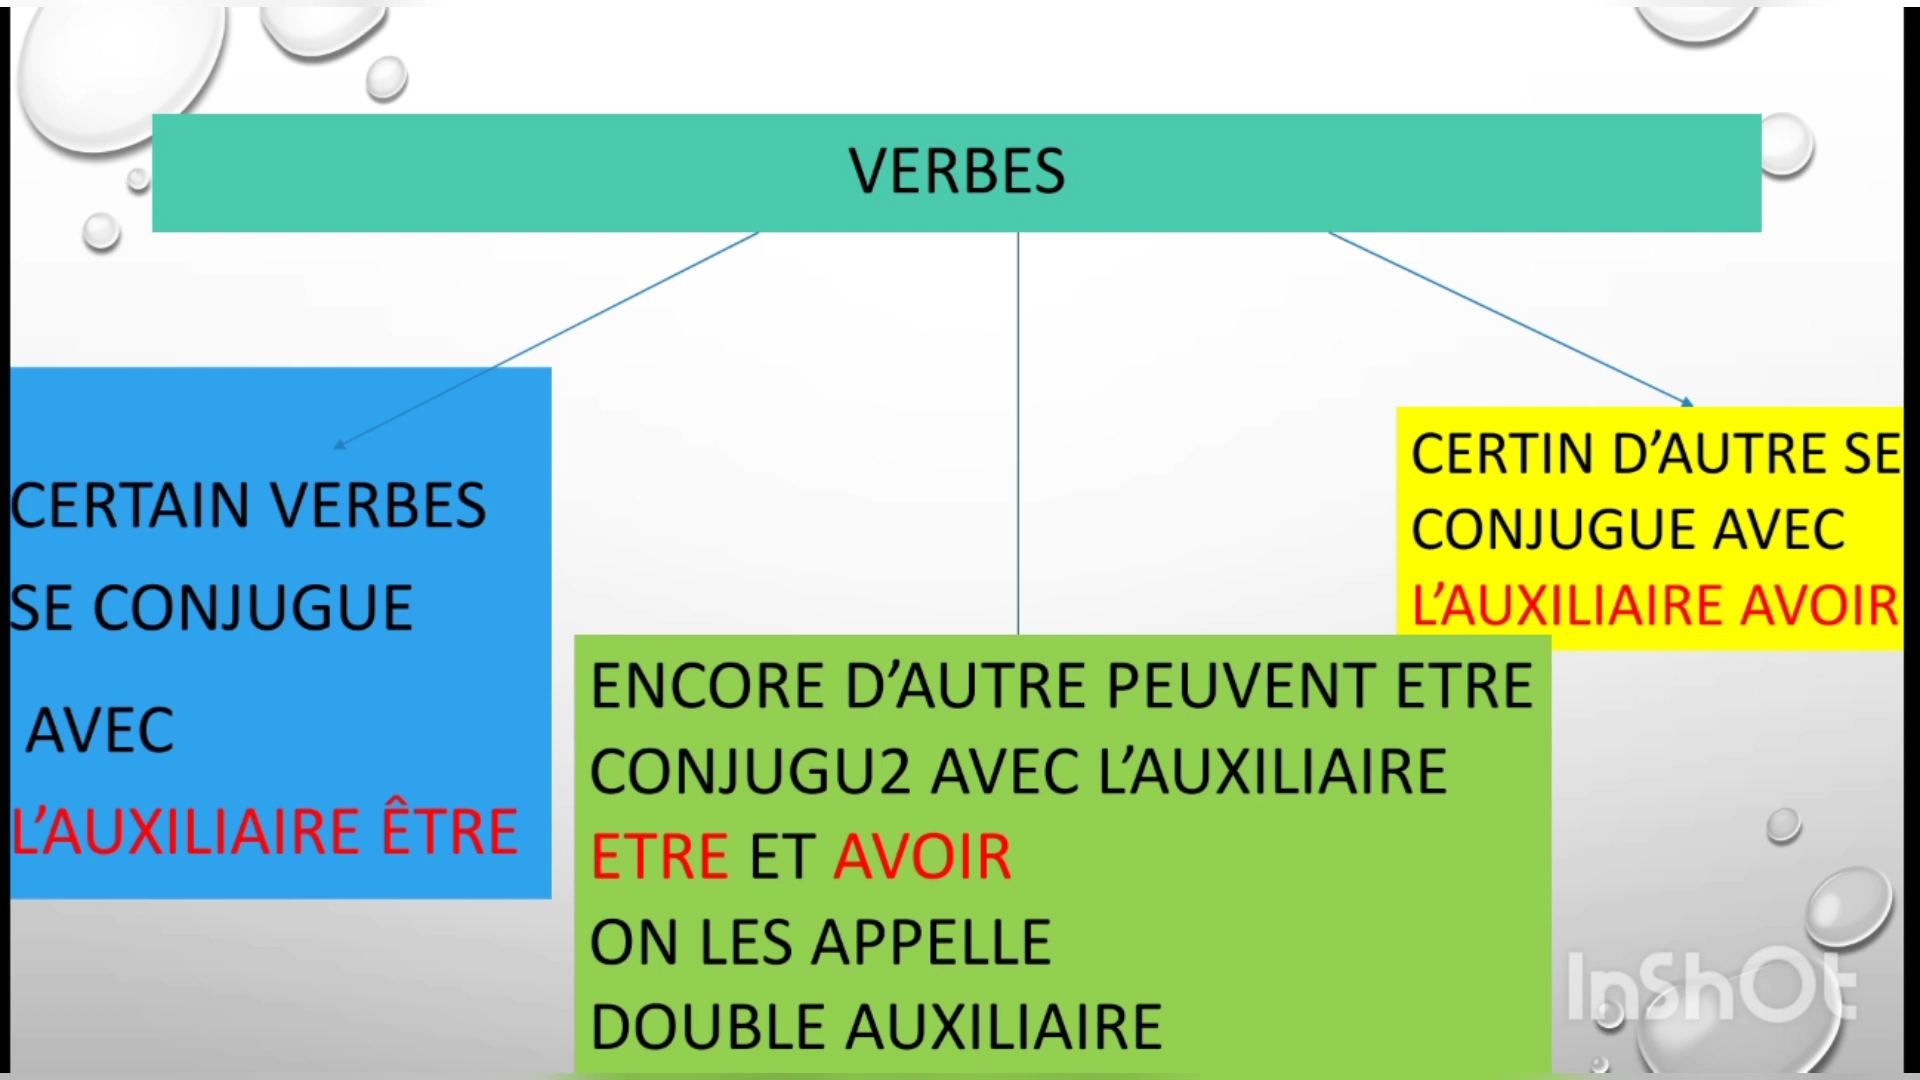 VERBES
CERTAIN VERBES
SE CONJUGUE
AVEC
L'AUXILIAIRE ÊTRE
ENCORE D'AUTRE PEUVENT ETRE
CONJUGU2 AVEC L'AUXILIAIRE
ETRE ET AVOIR
ON LES APPELLE
DOUBLE AUXILIAIRE
CERTIN D'AUTRE SE
CONJUGUE AVEC
L'AUXILIAIRE AVOIR
InShOt